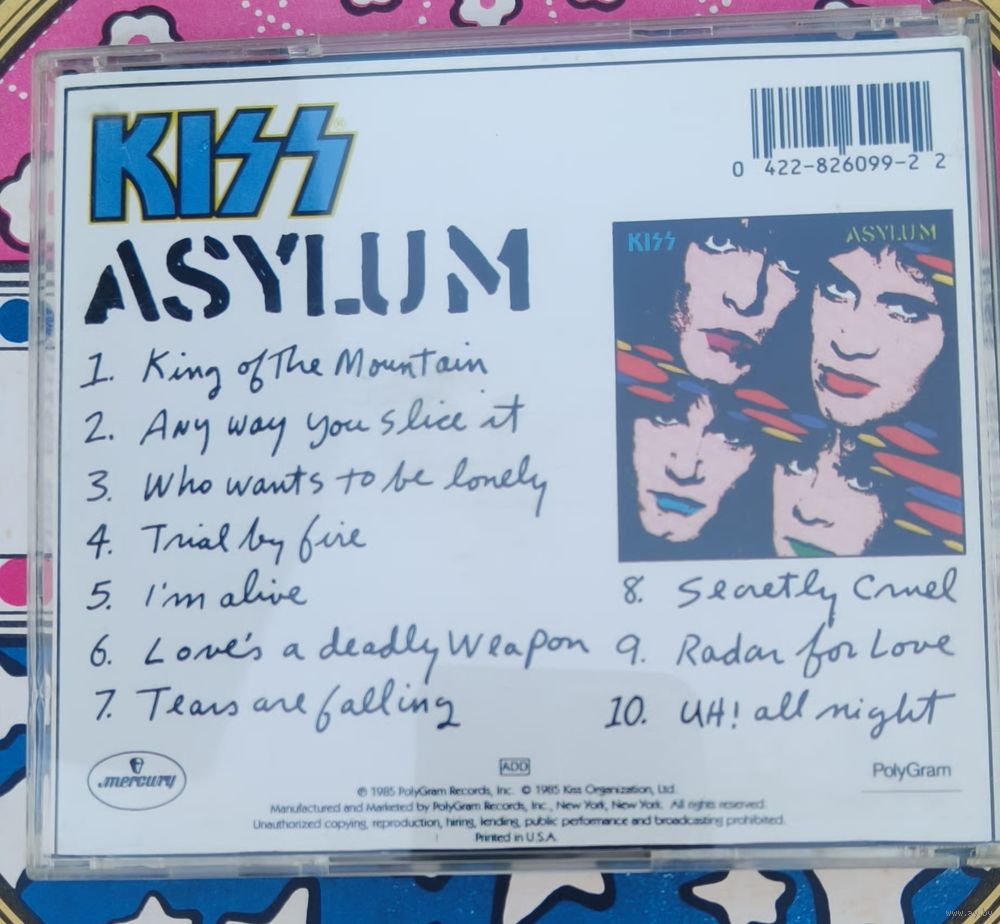 KISS®
ASYLUM
0 422-826099-2 2
KISS ASYLUM
1. King of The Mountain
2. Any way you slice it
3. Who wants to be lonely
4. Trial by fire
5. I'm alive
6. Love's a deadly Weapon
7. Tears are falling
8. Secretly Cruel
9. Radar for Love
10. UH! all night
mercury
ADD
PolyGram
℗ 1985 PolyGram Records, Inc. © 1985 Kiss Organization, Ltd.
Manufactured and Marketed by PolyGram Records, Inc., New York, New York. All rights reserved.
Unauthorized copying, reproduction, hiring, lending, public performance and broadcasting prohibited.
Printed in U.S.A.
www.ay.by